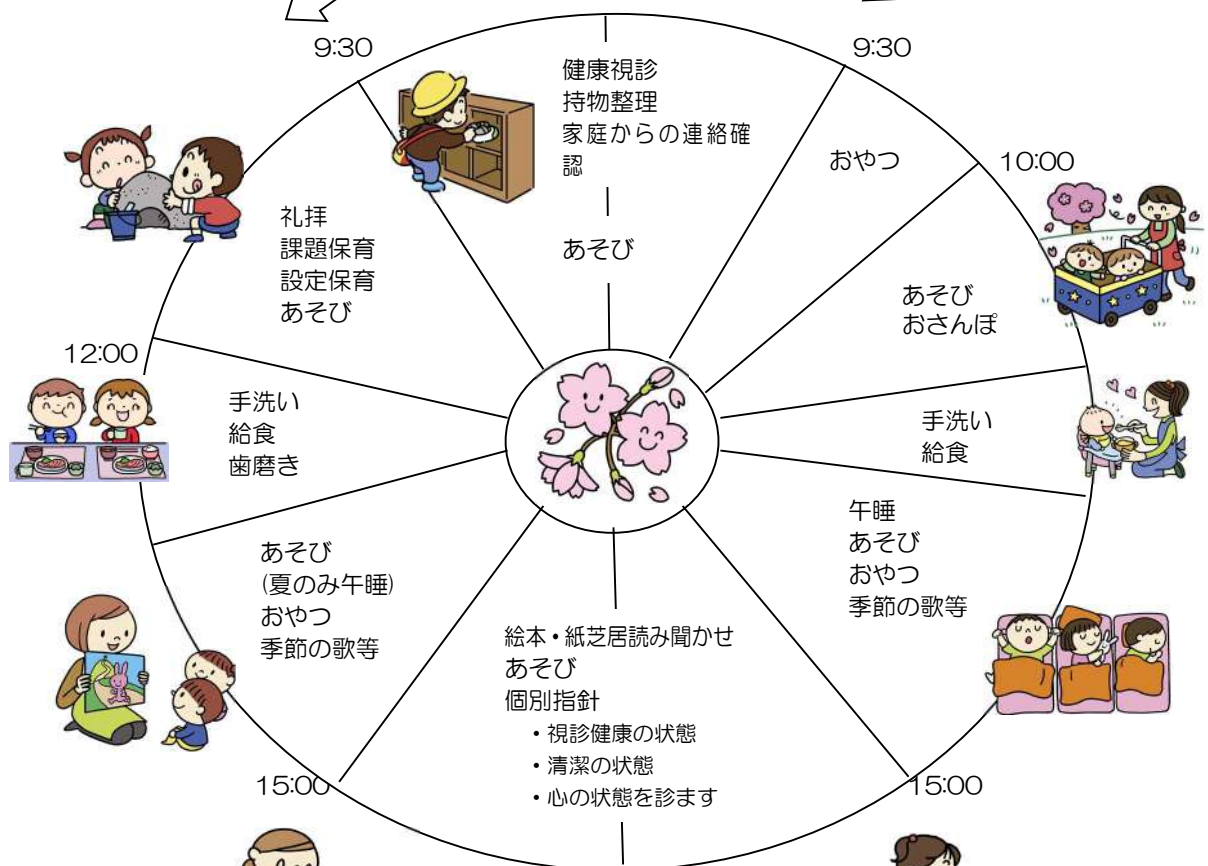 9:30
9:30
健康視診
持物整理
家庭からの連絡確
認
あそび
おやつ
10:00
礼拝
課題保育
設定保育
あそび
あそび
おさんぽ
12:00
手洗い
給食
歯磨き
手洗い
給食
あそび
(夏のみ午睡)
おやつ
季節の歌等
午睡
あそび
おやつ
季節の歌等
絵本・紙芝居読み聞かせ
あそび
個別指針
・視診健康の状態
・清潔の状態
・心の状態を診ます
15:00
15:00